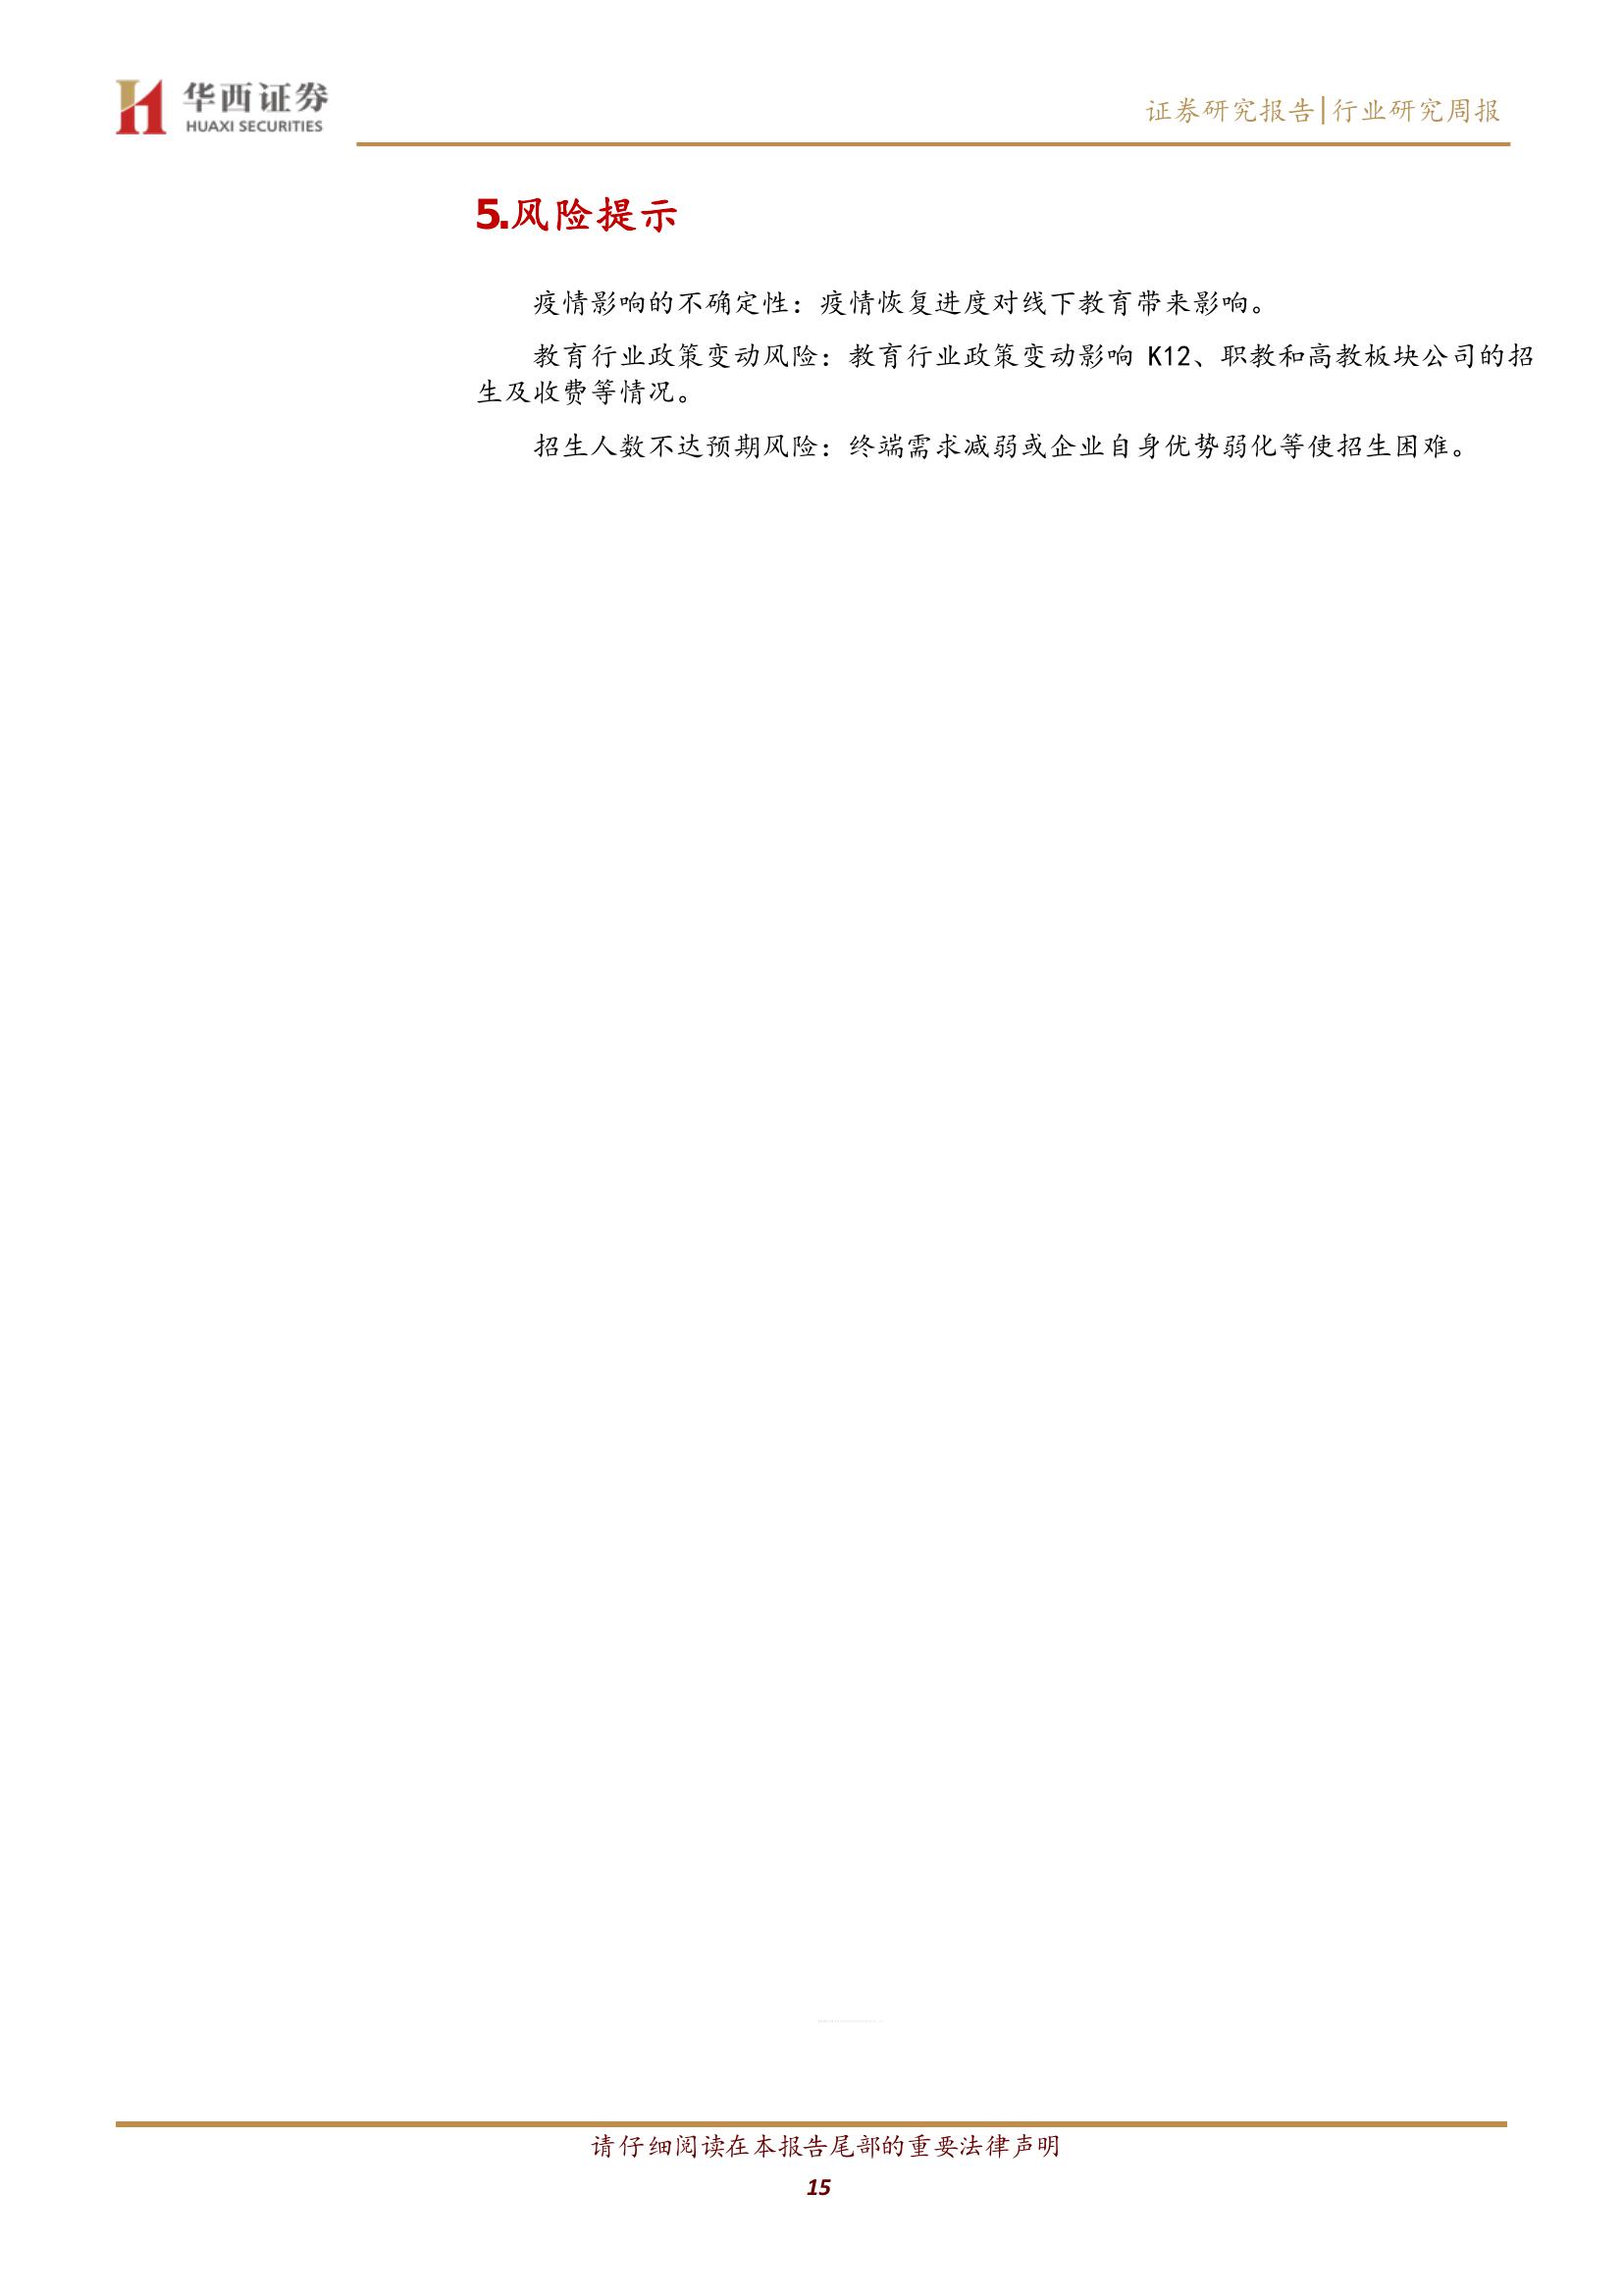 华西证券
HUAXI SECURITIES
证券研究报告|行业研究周报
5.风险提示
疫情影响的不确定性：疫情恢复进度对线下教育带来影响。
教育行业政策变动风险：教育行业政策变动影响 K12、职教和高教板块公司的招
生及收费等情况。
招生人数不达预期风险：终端需求减弱或企业自身优势弱化等使招生困难。
请仔细阅读在本报告尾部的重要法律声明
15